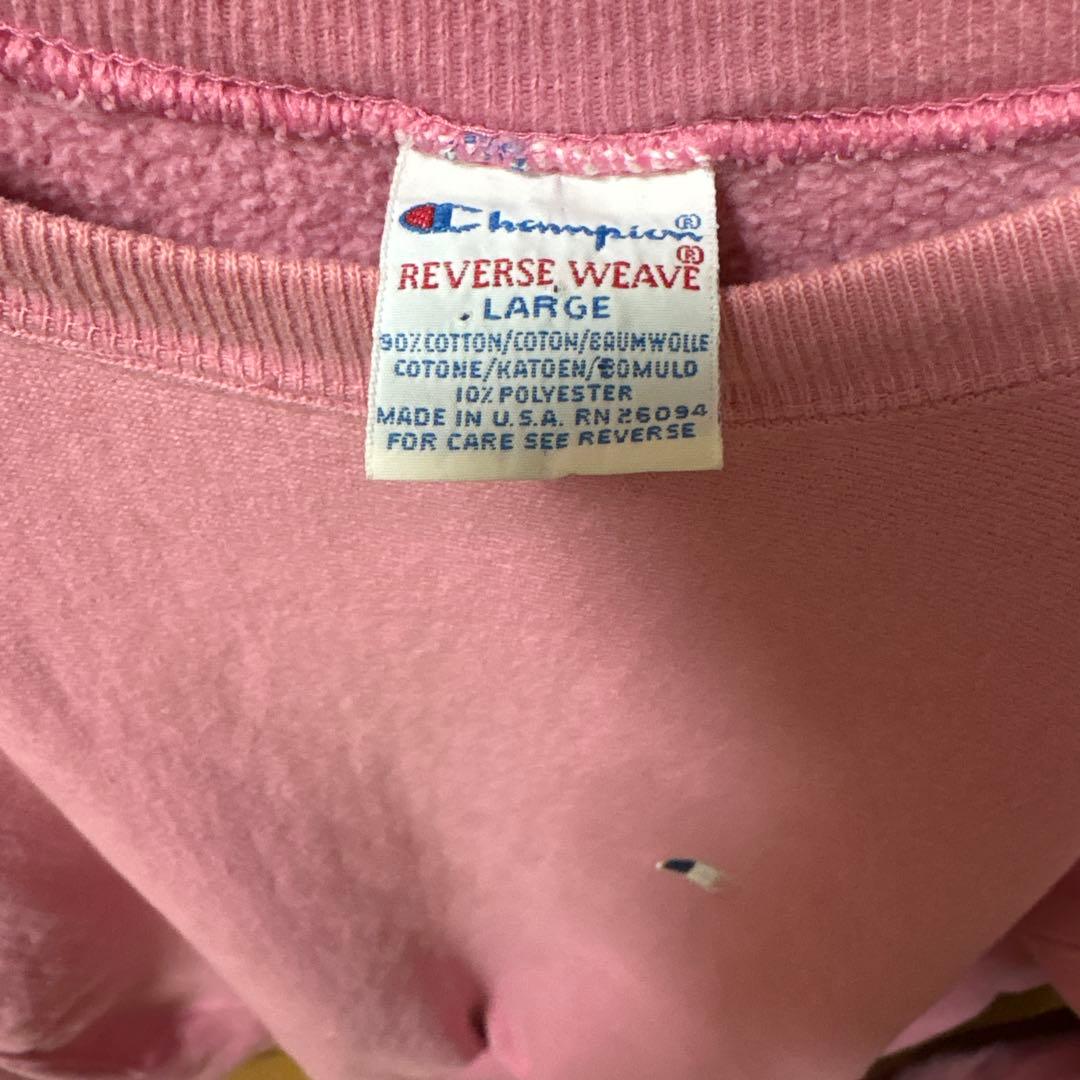 Champion®
REVERSE WEAVE®
LARGE
90% COTTON/COTON/BAUMWOLLE
COTONE/KATOEN/BOMULD
10% POLYESTER
MADE IN U.S.A. RN 26094
FOR CARE SEE REVERSE